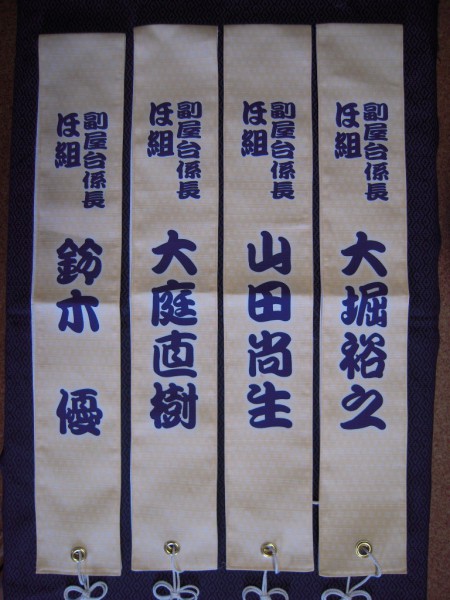 副屋台係長
ほ組
大堀裕之
副屋台係長
ほ組
山田尚生
副屋台係長
ほ組
大庭直樹
副屋台係長
ほ組
鈴木 優